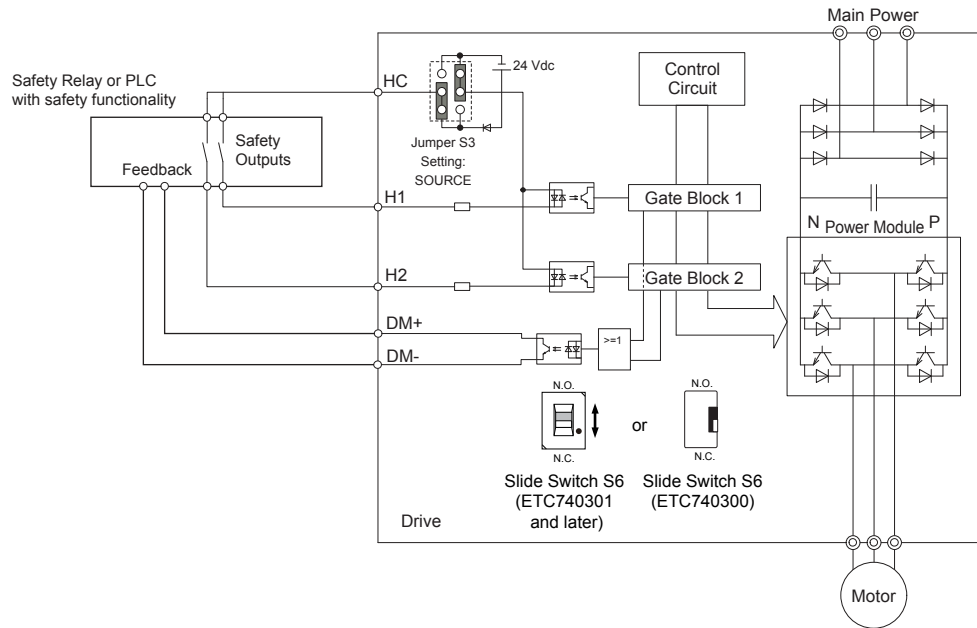 Main Power
Safety Relay or PLC
with safety functionality
HC
24 Vdc
Control
Circuit
Safety
Outputs
Feedback
Jumper S3
Setting:
SOURCE
H1
Gate Block 1
N
Power Module
P
H2
Gate Block 2
DM+
DM-
>=1
N.O.
N.C.
or
N.O.
N.C.
Slide Switch S6
(ETC740301
and later)
Slide Switch S6
(ETC740300)
Drive
Motor